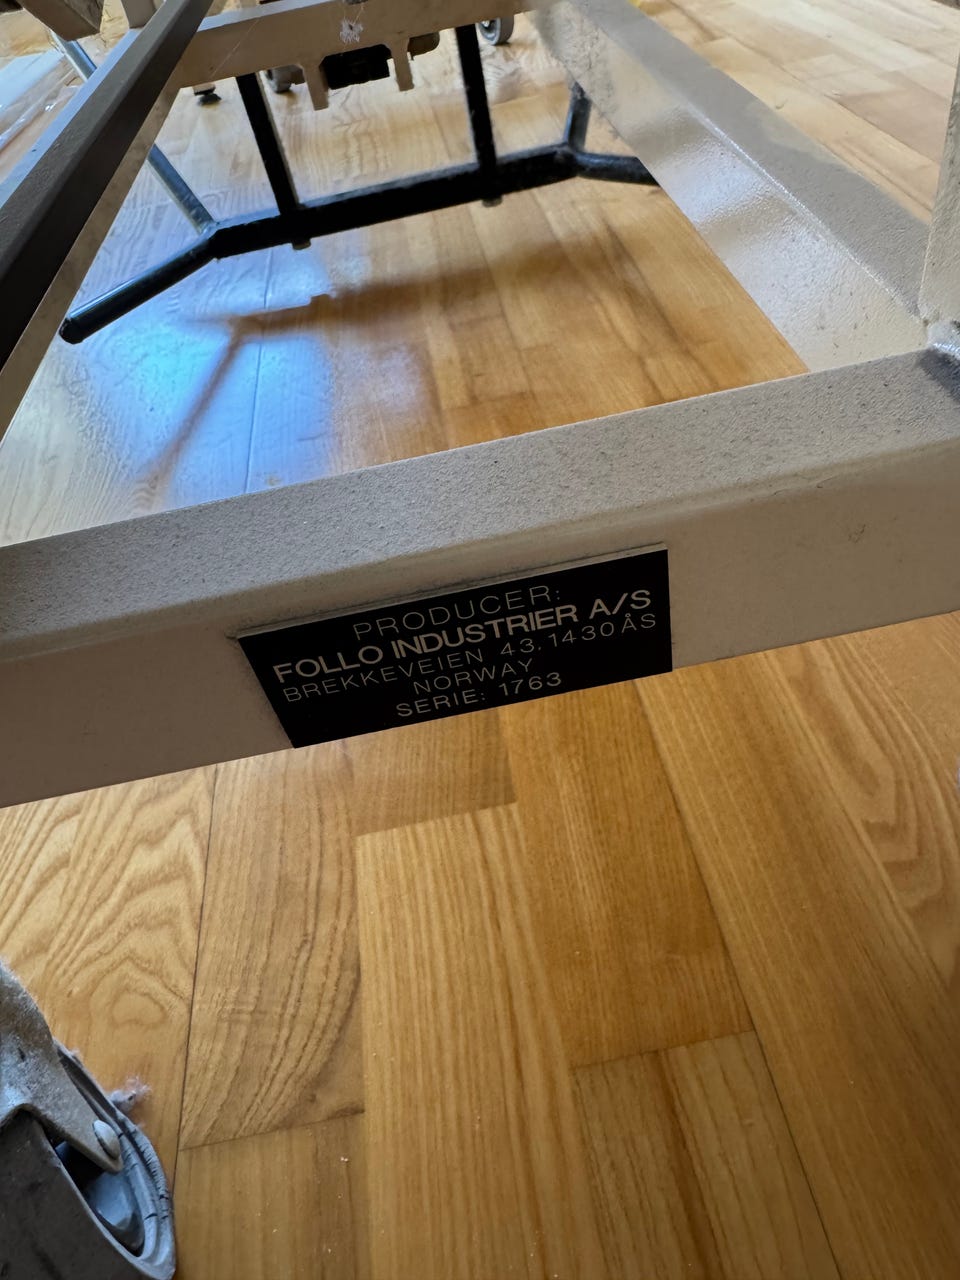 PRODUCER:
FOLLO INDUSTRIER A/S
BREKKEVEIEN 43, 1430 ÅS
NORWAY
SERIE: 1763